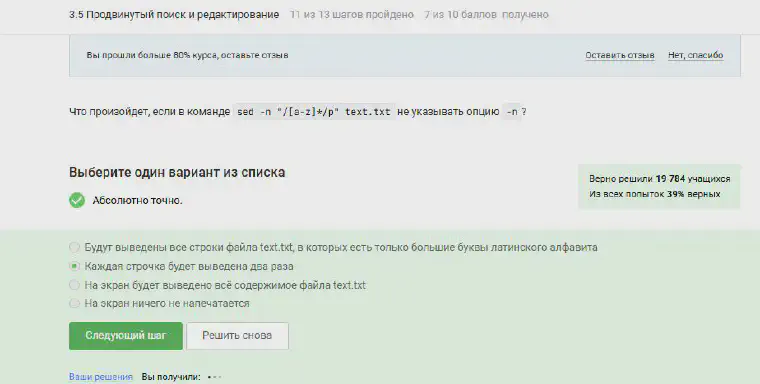 3.5 Продвинутый поиск и редактирование 11 из 13 шагов пройдено 7 из 10 баллов получено
Вы прошли больше 80% курса, оставьте отзыв Оставить отзыв Нет, спасибо
Что произойдет, если в команде sed -n "/[a-z]*/p" text.txt не указывать опцию -n ?
Выберите один вариант из списка
Абсолютно точно.
Верно решили 19 784 учащихся
Из всех попыток 39% верных
Будут выведены все строки файла text.txt, в которых есть только большие буквы латинского алфавита
Каждая строчка будет выведена два раза
На экран будет выведено всё содержимое файла text.txt
На экран ничего не напечатается
Следующий шаг Решить снова
Ваши решения Вы получили: